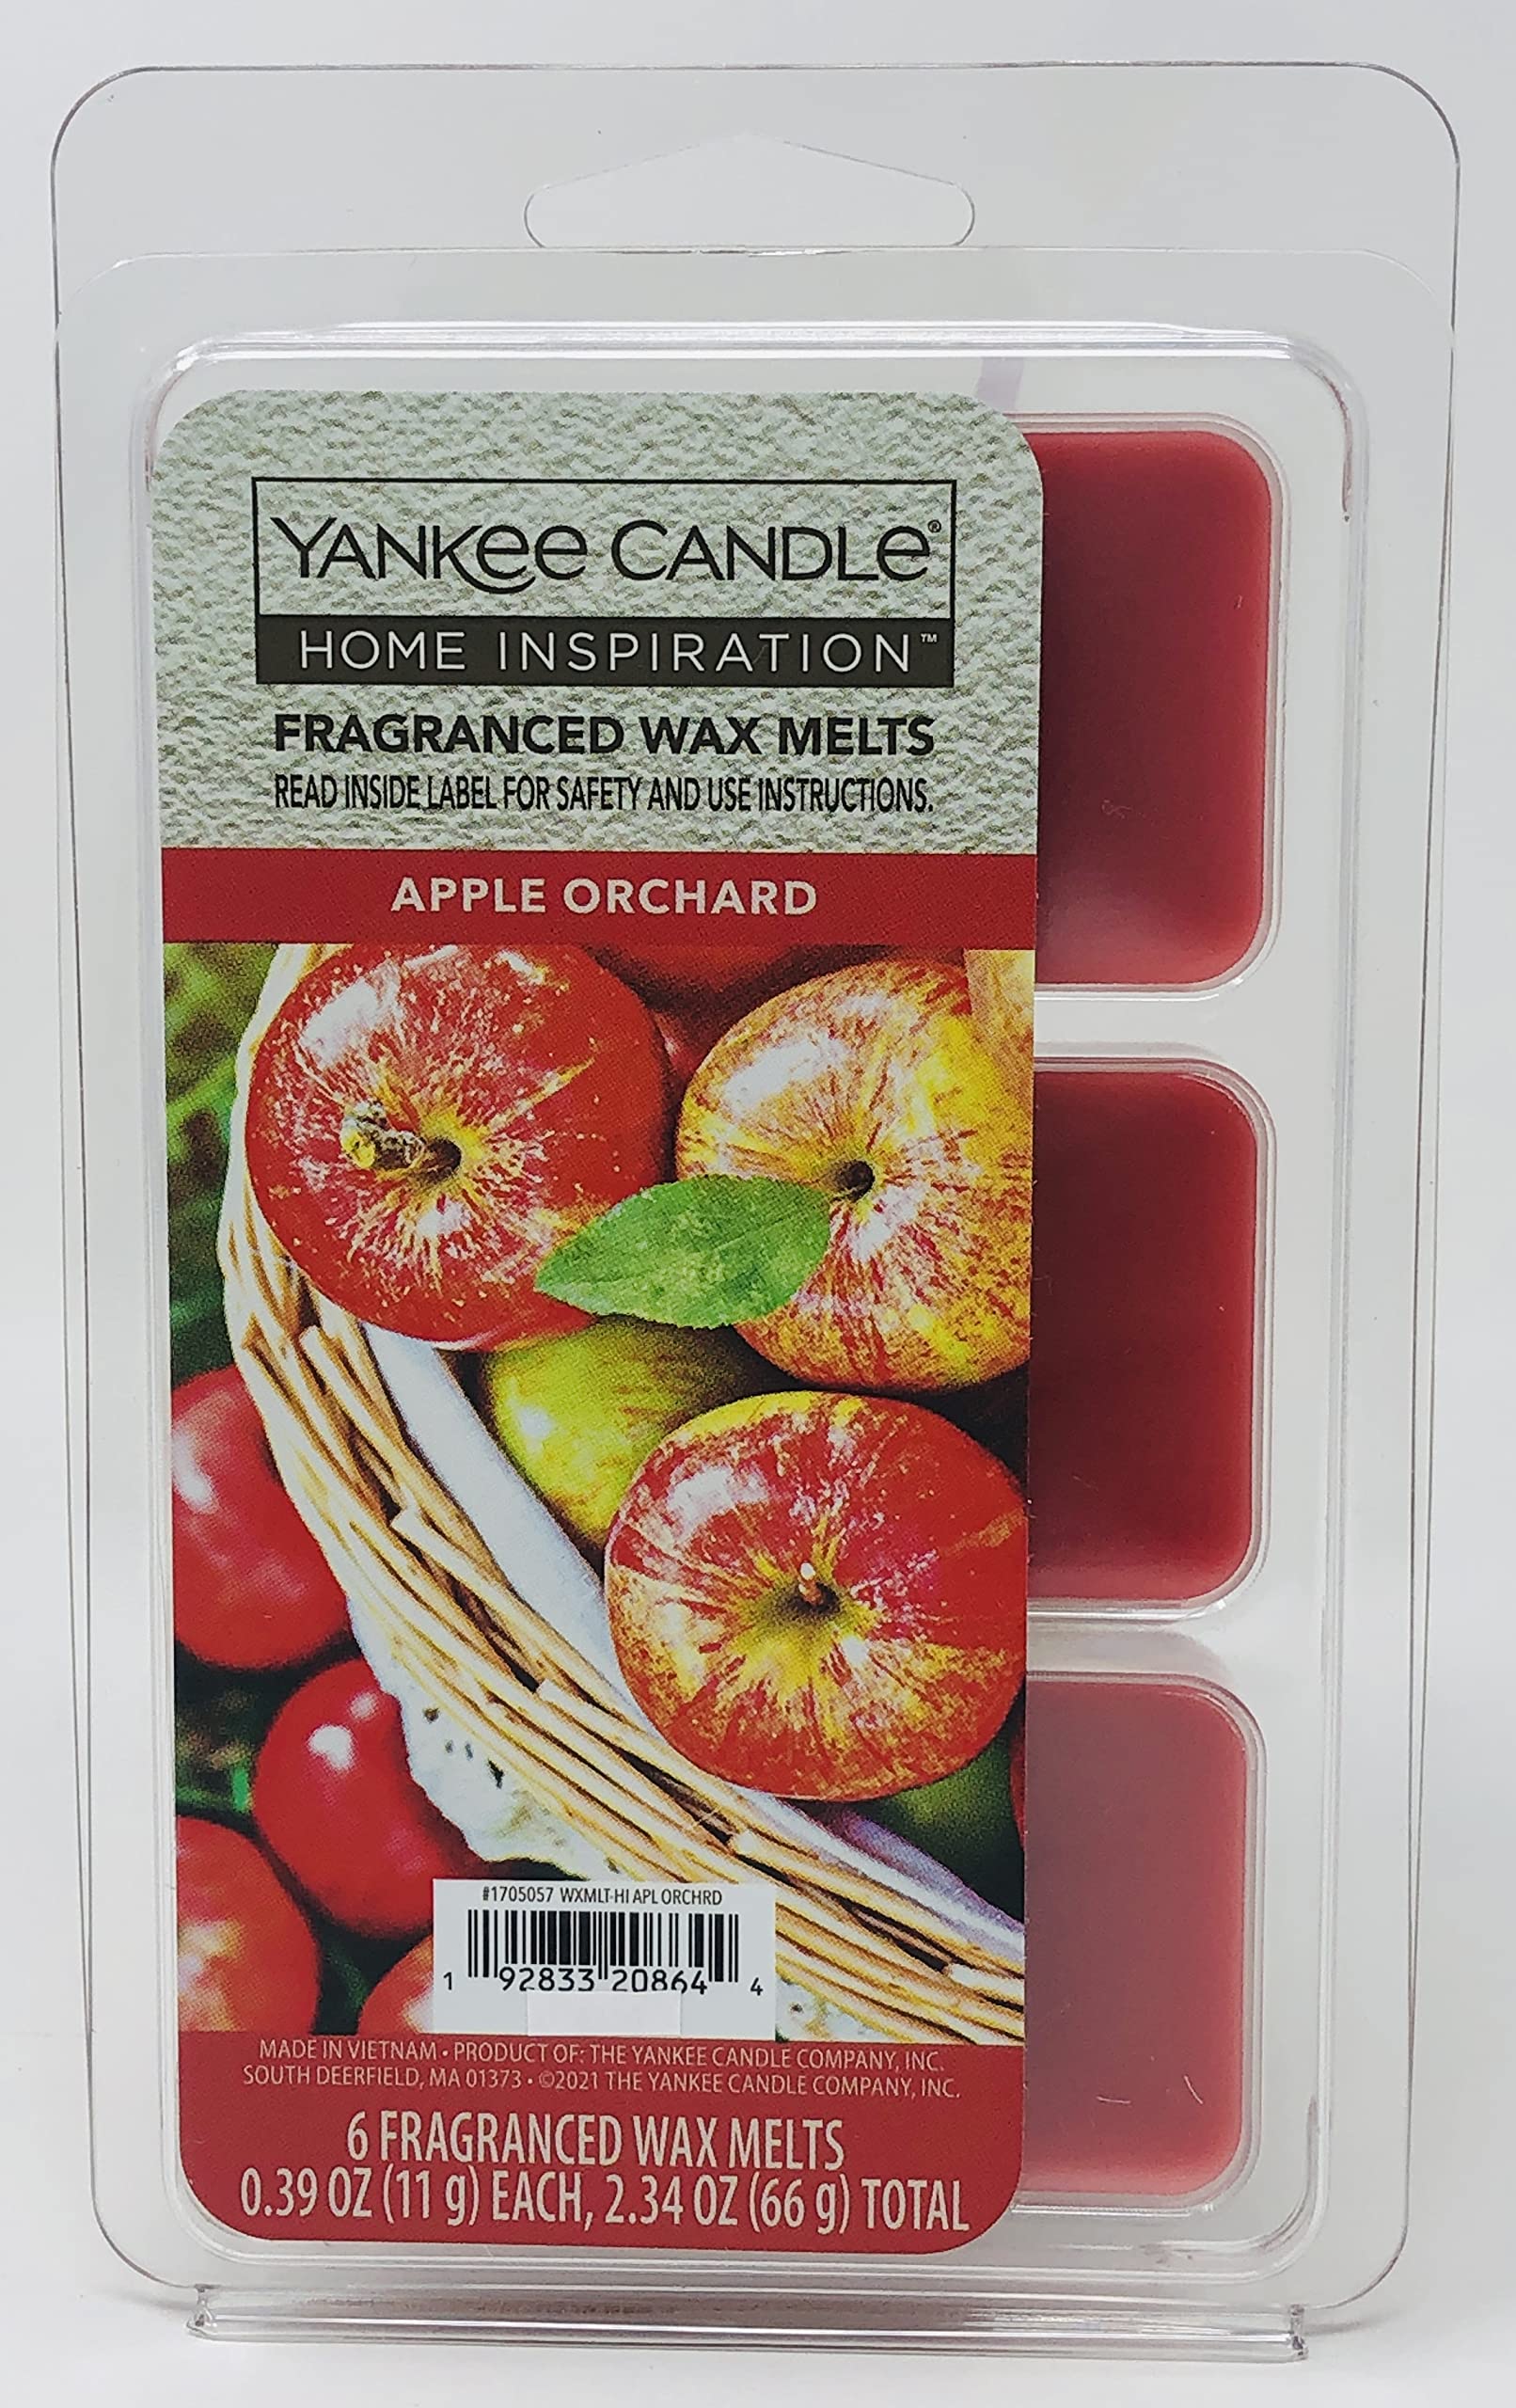 YANKEE CANDLE®
HOME INSPIRATION™
FRAGRANCED WAX MELTS
READ INSIDE LABEL FOR SAFETY AND USE INSTRUCTIONS.
APPLE ORCHARD
#1705057 WXMLT-HI APL ORCHRD
1 92833 20864 4
MADE IN VIETNAM • PRODUCT OF: THE YANKEE CANDLE COMPANY, INC.
SOUTH DEERFIELD, MA 01373 • ©2021 THE YANKEE CANDLE COMPANY, INC.
6 FRAGRANCED WAX MELTS
0.39 OZ (11 g) EACH, 2.34 OZ (66 g) TOTAL